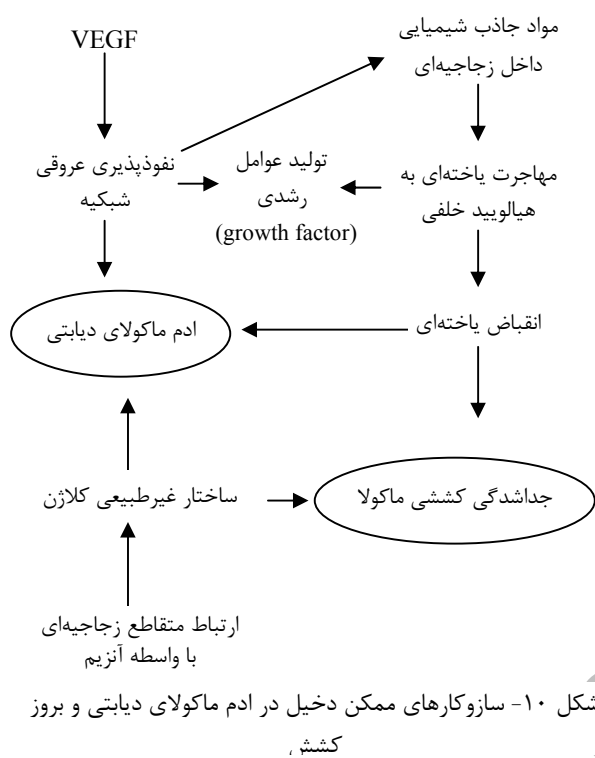 مواد جاذب شیمیایی
داخل زجاجیه‌ای
VEGF
نفوذپذیری عروقی
شبکیه
تولید عوامل
رشدی
(growth factor)
مهاجرت یاخته‌ای به
هیالویید خلفی
ادم ماکولای دیابتی
انقباض یاخته‌ای
ساختار غیرطبیعی کلاژن
جداشدگی کششی ماکولا
ارتباط متقاطع زجاجیه‌ای
با واسطه آنزیم
شکل ۱۰- سازوکارهای ممکن دخیل در ادم ماکولای دیابتی و بروز
کشش